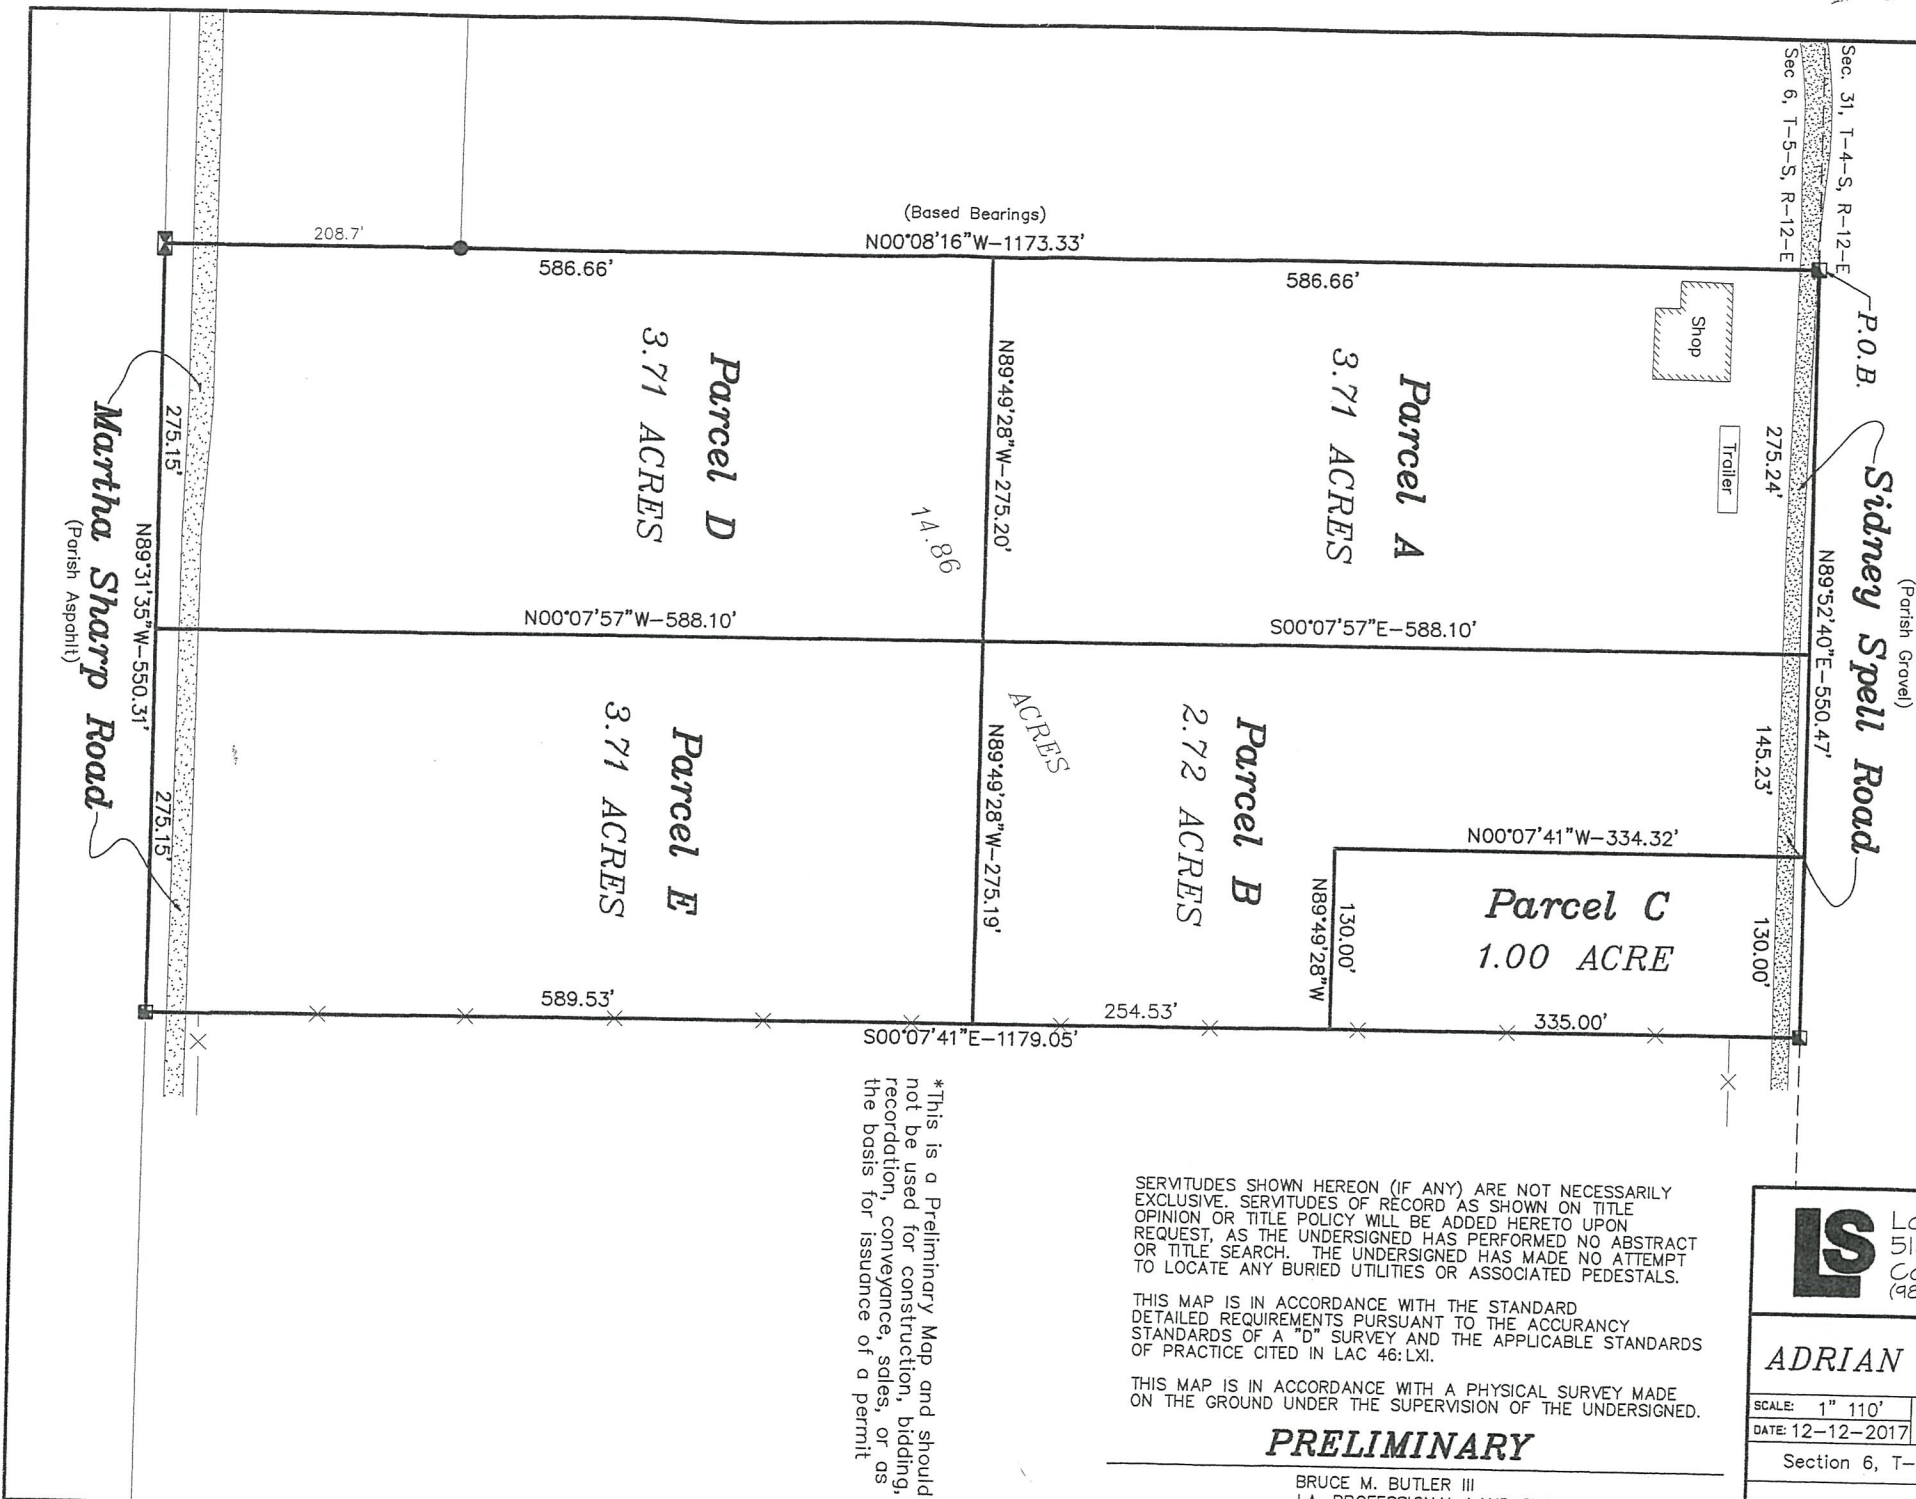 Sec. 31, T-4-S, R-12-E
Sec 6, T-5-S, R-12-E
P.O.B.
Sidney Spell Road
(Parish Gravel)
N89°52'40"E-550.47'
275.24'
145.23'
130.00'
(Based Bearings)
N00°08'16"W-1173.33'
208.7'
586.66'
586.66'
Shop
Trailer
Parcel A
3.71 ACRES
Parcel D
3.71 ACRES
N89°49'28"W-275.20'
14.86
ACRES
N00°07'57"W-588.10'
S00°07'57"E-588.10'
Parcel B
2.72 ACRES
N00°07'41"W-334.32'
Parcel C
1.00 ACRE
130.00'
N89°49'28"W
Parcel E
3.71 ACRES
N89°49'28"W-275.19'
589.53'
254.53'
335.00'
S00°07'41"E-1179.05'
275.15'
275.15'
N89°31'35"W-550.31'
Martha Sharp Road
(Parish Aspahlt)
*This is a Preliminary Map and should
not be used for construction, bidding,
recordation, conveyance, sales, or as
the basis for issuance of a permit
SERVITUDES SHOWN HEREON (IF ANY) ARE NOT NECESSARILY
EXCLUSIVE. SERVITUDES OF RECORD AS SHOWN ON TITLE
OPINION OR TITLE POLICY WILL BE ADDED HERETO UPON
REQUEST, AS THE UNDERSIGNED HAS PERFORMED NO ABSTRACT
OR TITLE SEARCH. THE UNDERSIGNED HAS MADE NO ATTEMPT
TO LOCATE ANY BURIED UTILITIES OR ASSOCIATED PEDESTALS.
THIS MAP IS IN ACCORDANCE WITH THE STANDARD
DETAILED REQUIREMENTS PURSUANT TO THE ACCURANCY
STANDARDS OF A "D" SURVEY AND THE APPLICABLE STANDARDS
OF PRACTICE CITED IN LAC 46:LXI.
THIS MAP IS IN ACCORDANCE WITH A PHYSICAL SURVEY MADE
ON THE GROUND UNDER THE SUPERVISION OF THE UNDERSIGNED.
PRELIMINARY
BRUCE M. BUTLER III
LS
(98
ADRIAN
SCALE: 1" 110'
DATE: 12-12-2017
Section 6, T-